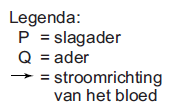 Legenda:
P = slagader
Q = ader
→ = stroomrichting
van het bloed